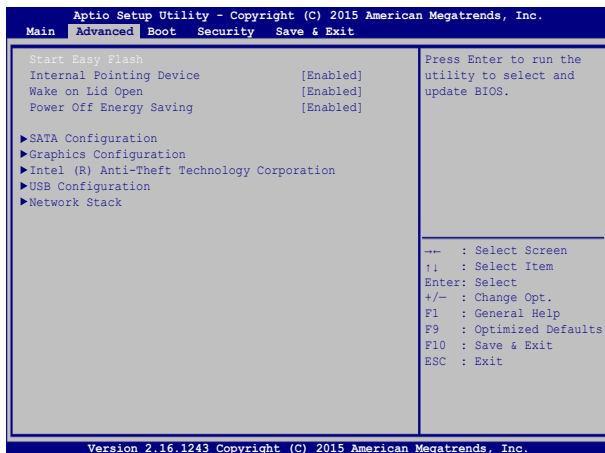 Aptio Setup Utility - Copyright (C) 2015 American Megatrends, Inc.
Main Advanced Boot Security Save & Exit
Start Easy Flash
Internal Pointing Device [Enabled]
Wake on Lid Open [Enabled]
Power Off Energy Saving [Enabled]
SATA Configuration
Graphics Configuration
Intel (R) Anti-Theft Technology Corporation
USB Configuration
Network Stack
Press Enter to run the
utility to select and
update BIOS.
→← : Select Screen
↑↓ : Select Item
Enter: Select
+/— : Change Opt.
F1 : General Help
F9 : Optimized Defaults
F10 : Save & Exit
ESC : Exit
Version 2.16.1243 Copyright (C) 2015 American Megatrends, Inc.